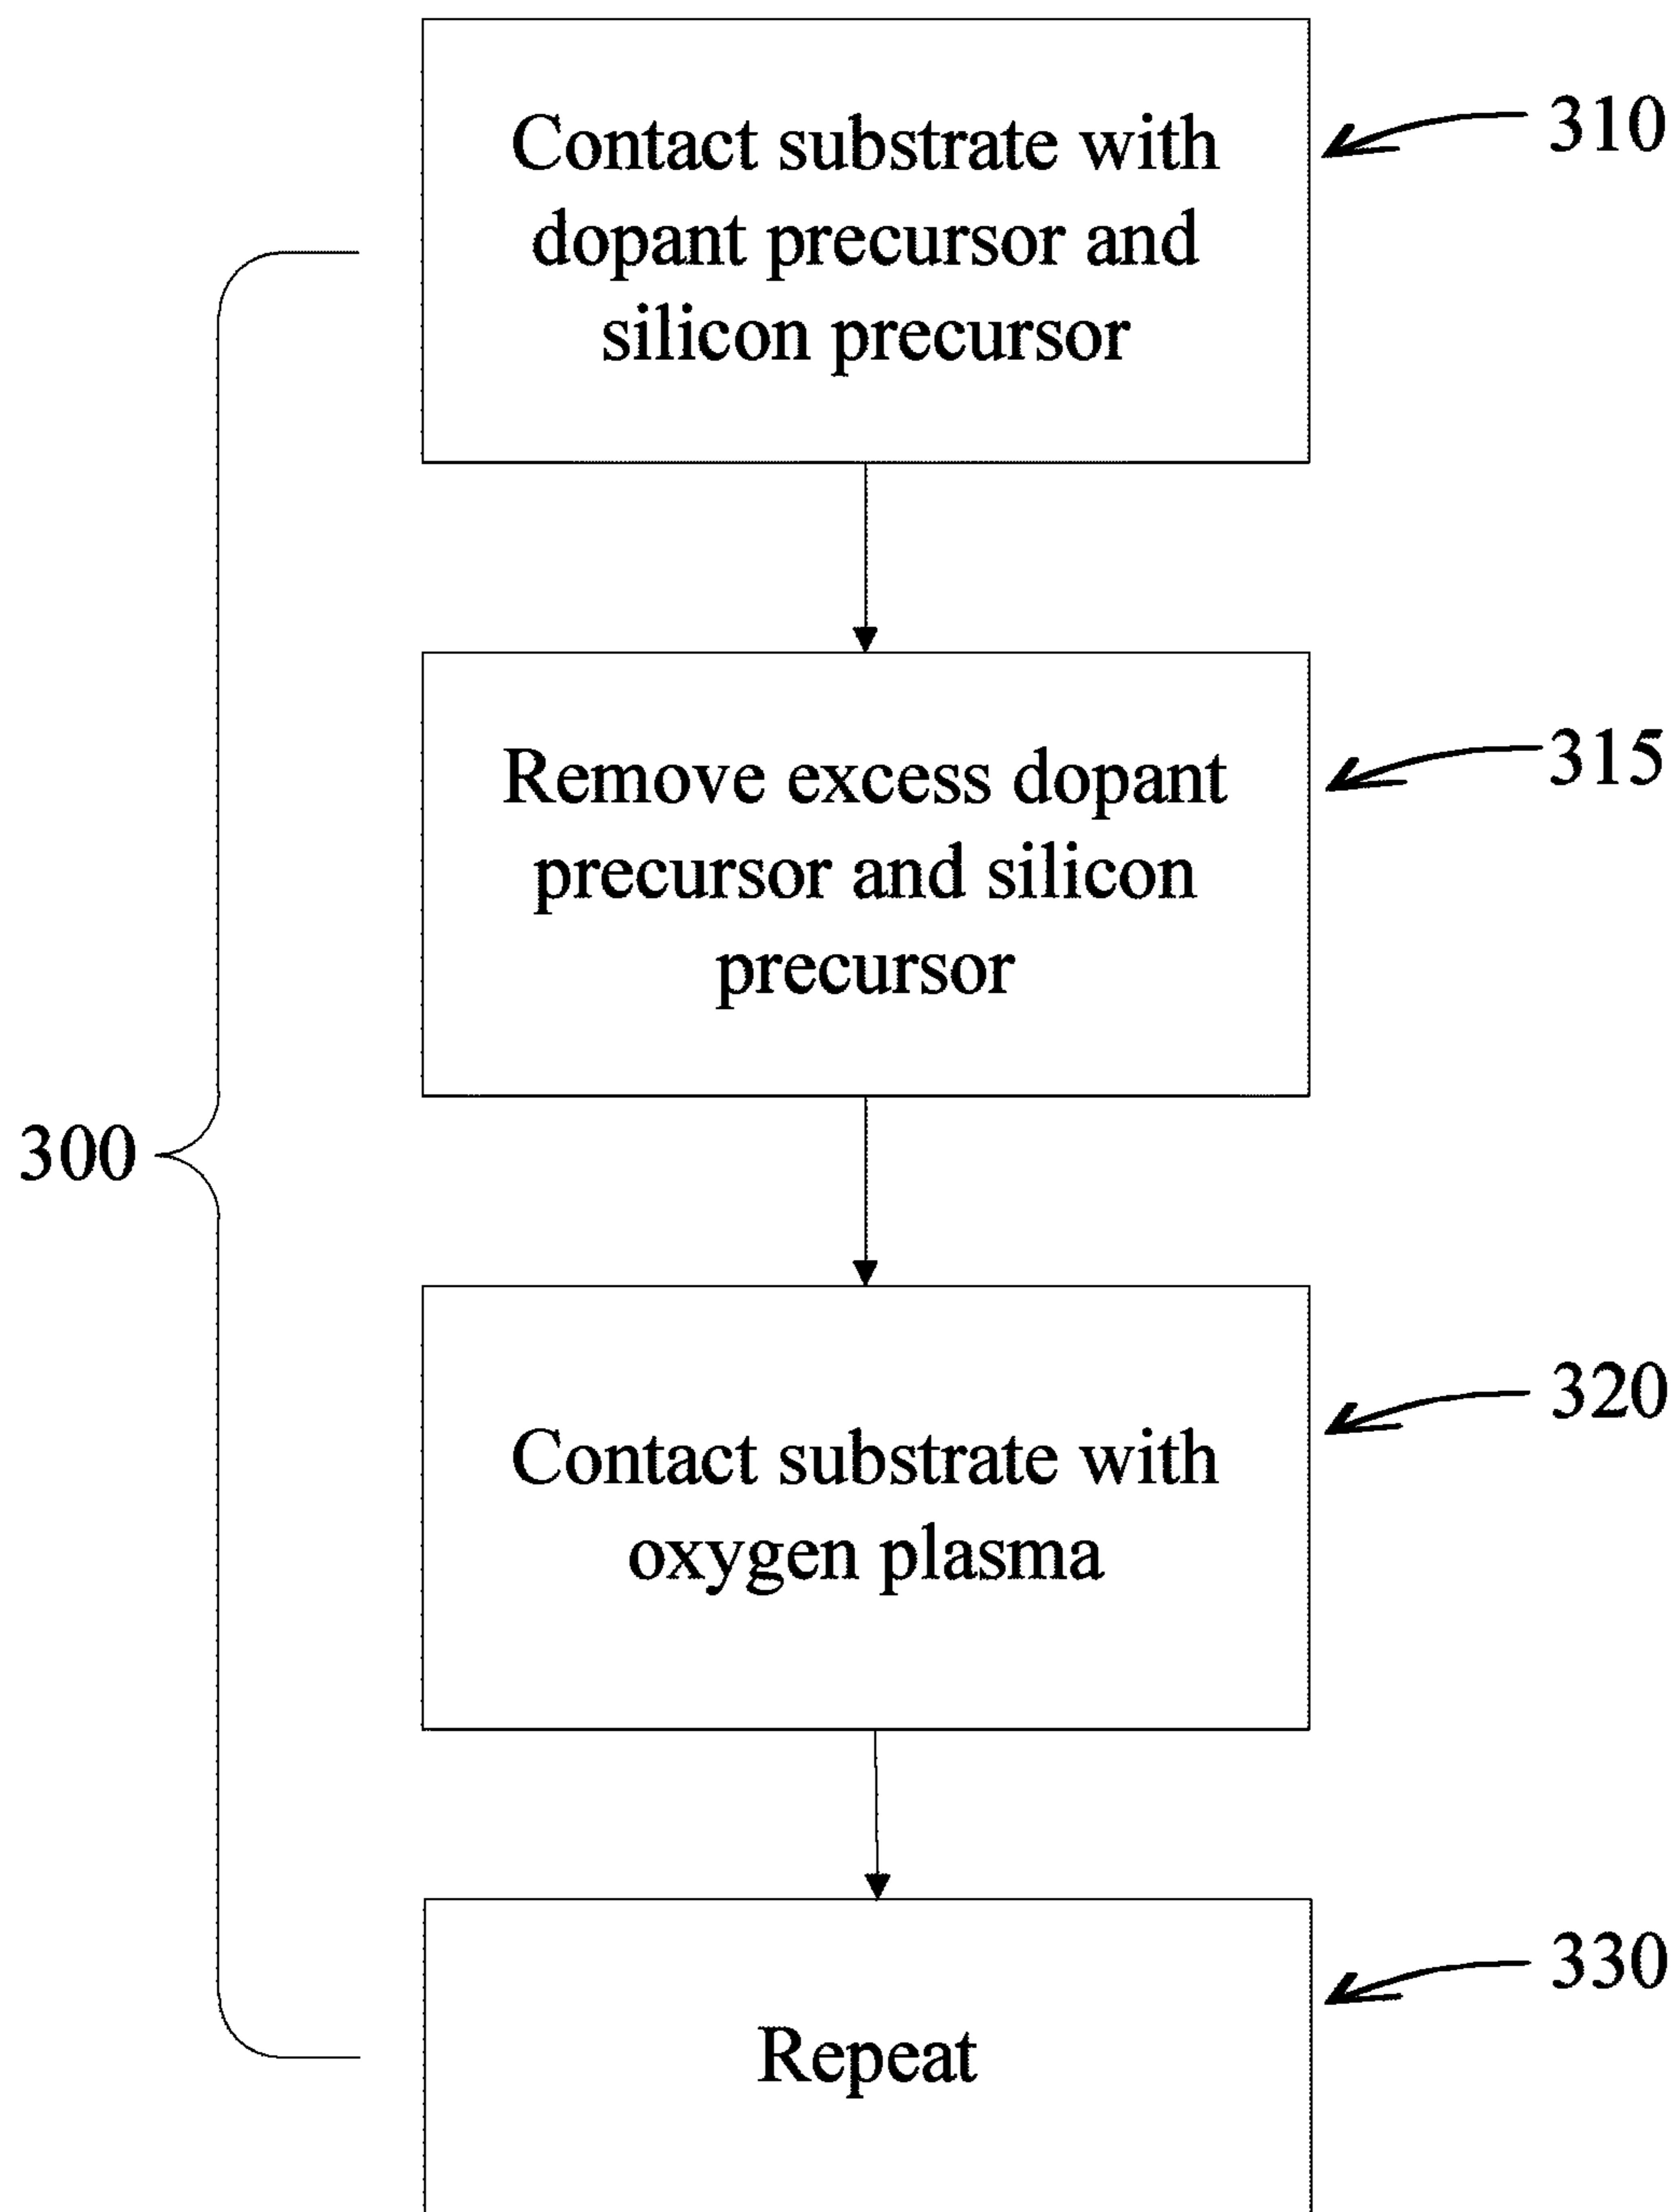 Contact substrate with
dopant precursor and
silicon precursor
310
Remove excess dopant
precursor and silicon
precursor
315
300
Contact substrate with
oxygen plasma
320
Repeat
330